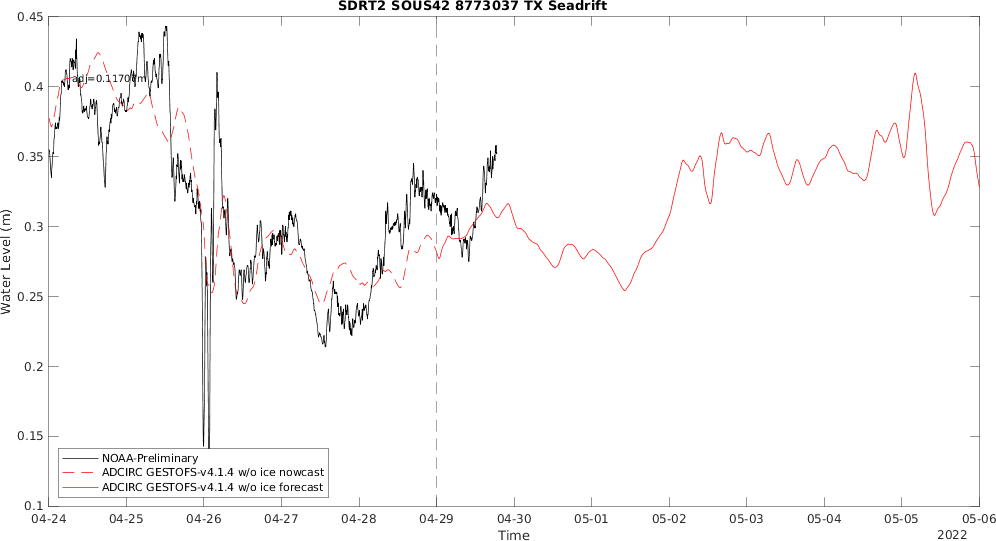 SDRT2 SOUS42 8773037 TX Seadrift
0.45
0.4
0.35
0.3
0.25
0.2
0.15
0.1
Water Level (m)
NOAA-Preliminary
ADCIRC GESTOFS-v4.1.4 w/o ice nowcast
ADCIRC GESTOFS-v4.1.4 w/o ice forecast
04-24 04-25 04-26 04-27 04-28 04-29 04-30 05-01 05-02 05-03 05-04 05-05 05-06
Time
2022